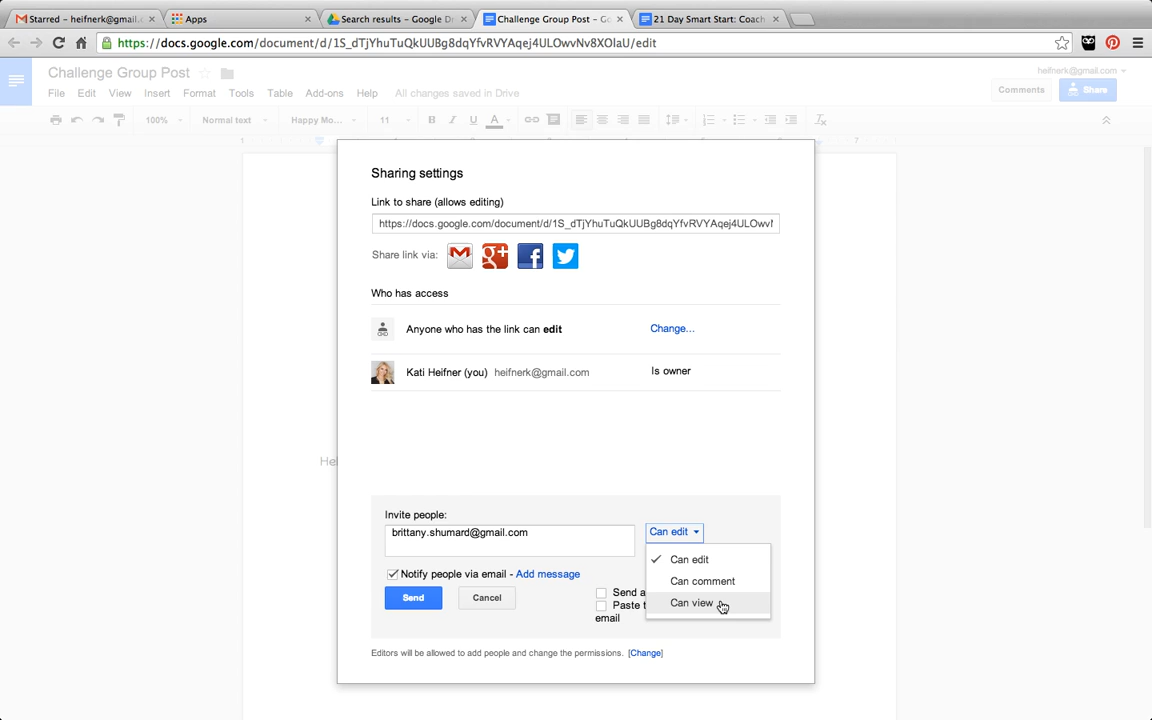 Starred - heifnerk@gmail.c
Apps
Search results - Google Dr
Challenge Group Post - Go
21 Day Smart Start: Coach
https://docs.google.com/document/d/1S_dTjYhuTuQkUUBg8dqYfvRVYAqej4ULOwvNv8XOlaU/edit
Challenge Group Post
heifnerk@gmail.com
File Edit View Insert Format Tools Table Add-ons Help All changes saved in Drive
Comments
Share
100% Normal text Happy Mo... 11 B I U A
Sharing settings
Link to share (allows editing)
https://docs.google.com/document/d/1S_dTjYhuTuQkUUBg8dqYfvRVYAqej4ULOwvN
Share link via:
Who has access
Anyone who has the link can edit Change...
Kati Heifner (you) heifnerk@gmail.com Is owner
Hel
Invite people:
brittany.shumard@gmail.com
Can edit
Can edit
Can comment
Can view
Notify people via email - Add message
Send
Cancel
Send a
Paste t
email
Editors will be allowed to add people and change the permissions. [Change]